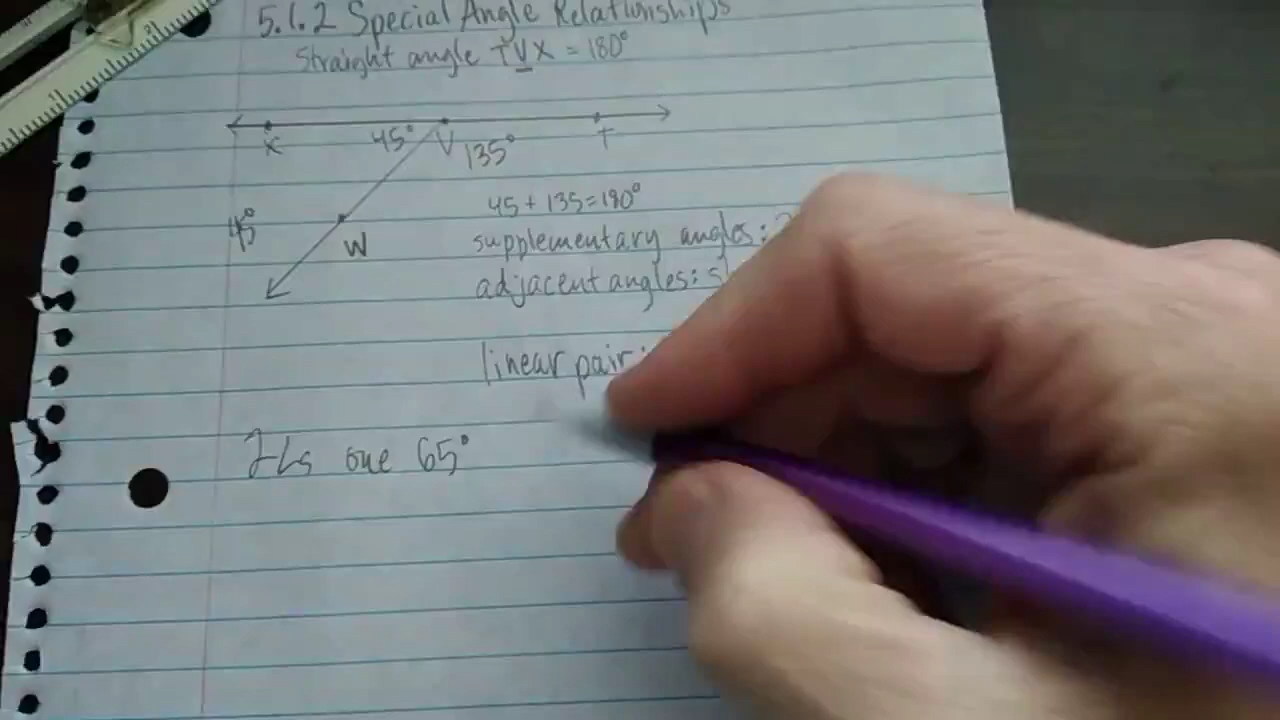 5.1.2 Special Angle Relationships
Straight angle TVX = 180°
X 45° V 135° T
45 + 135 = 180°
45° W supplementary angles: 2
adjacent angles: s
linear pair:
2 ∠s one 65°